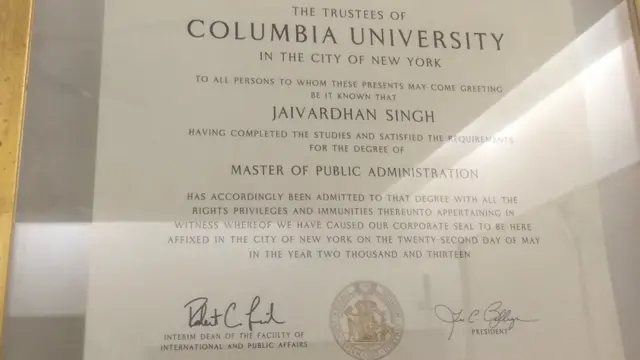 THE TRUSTEES OF
COLUMBIA UNIVERSITY
IN THE CITY OF NEW YORK
TO ALL PERSONS TO WHOM THESE PRESENTS MAY COME GREETING
BE IT KNOWN THAT
JAIVARDHAN SINGH
HAVING COMPLETED THE STUDIES AND SATISFIED THE REQUIREMENTS
FOR THE DEGREE OF
MASTER OF PUBLIC ADMINISTRATION
HAS ACCORDINGLY BEEN ADMITTED TO THAT DEGREE WITH ALL THE
RIGHTS PRIVILEGES AND IMMUNITIES THEREUNTO APPERTAINING IN
WITNESS WHEREOF WE HAVE CAUSED OUR CORPORATE SEAL TO BE HERE
AFFIXED IN THE CITY OF NEW YORK ON THE TWENTY SECOND DAY OF MAY
IN THE YEAR TWO THOUSAND AND THIRTEEN
INTERIM DEAN OF THE FACULTY OF
INTERNATIONAL AND PUBLIC AFFAIRS
PRESIDENT